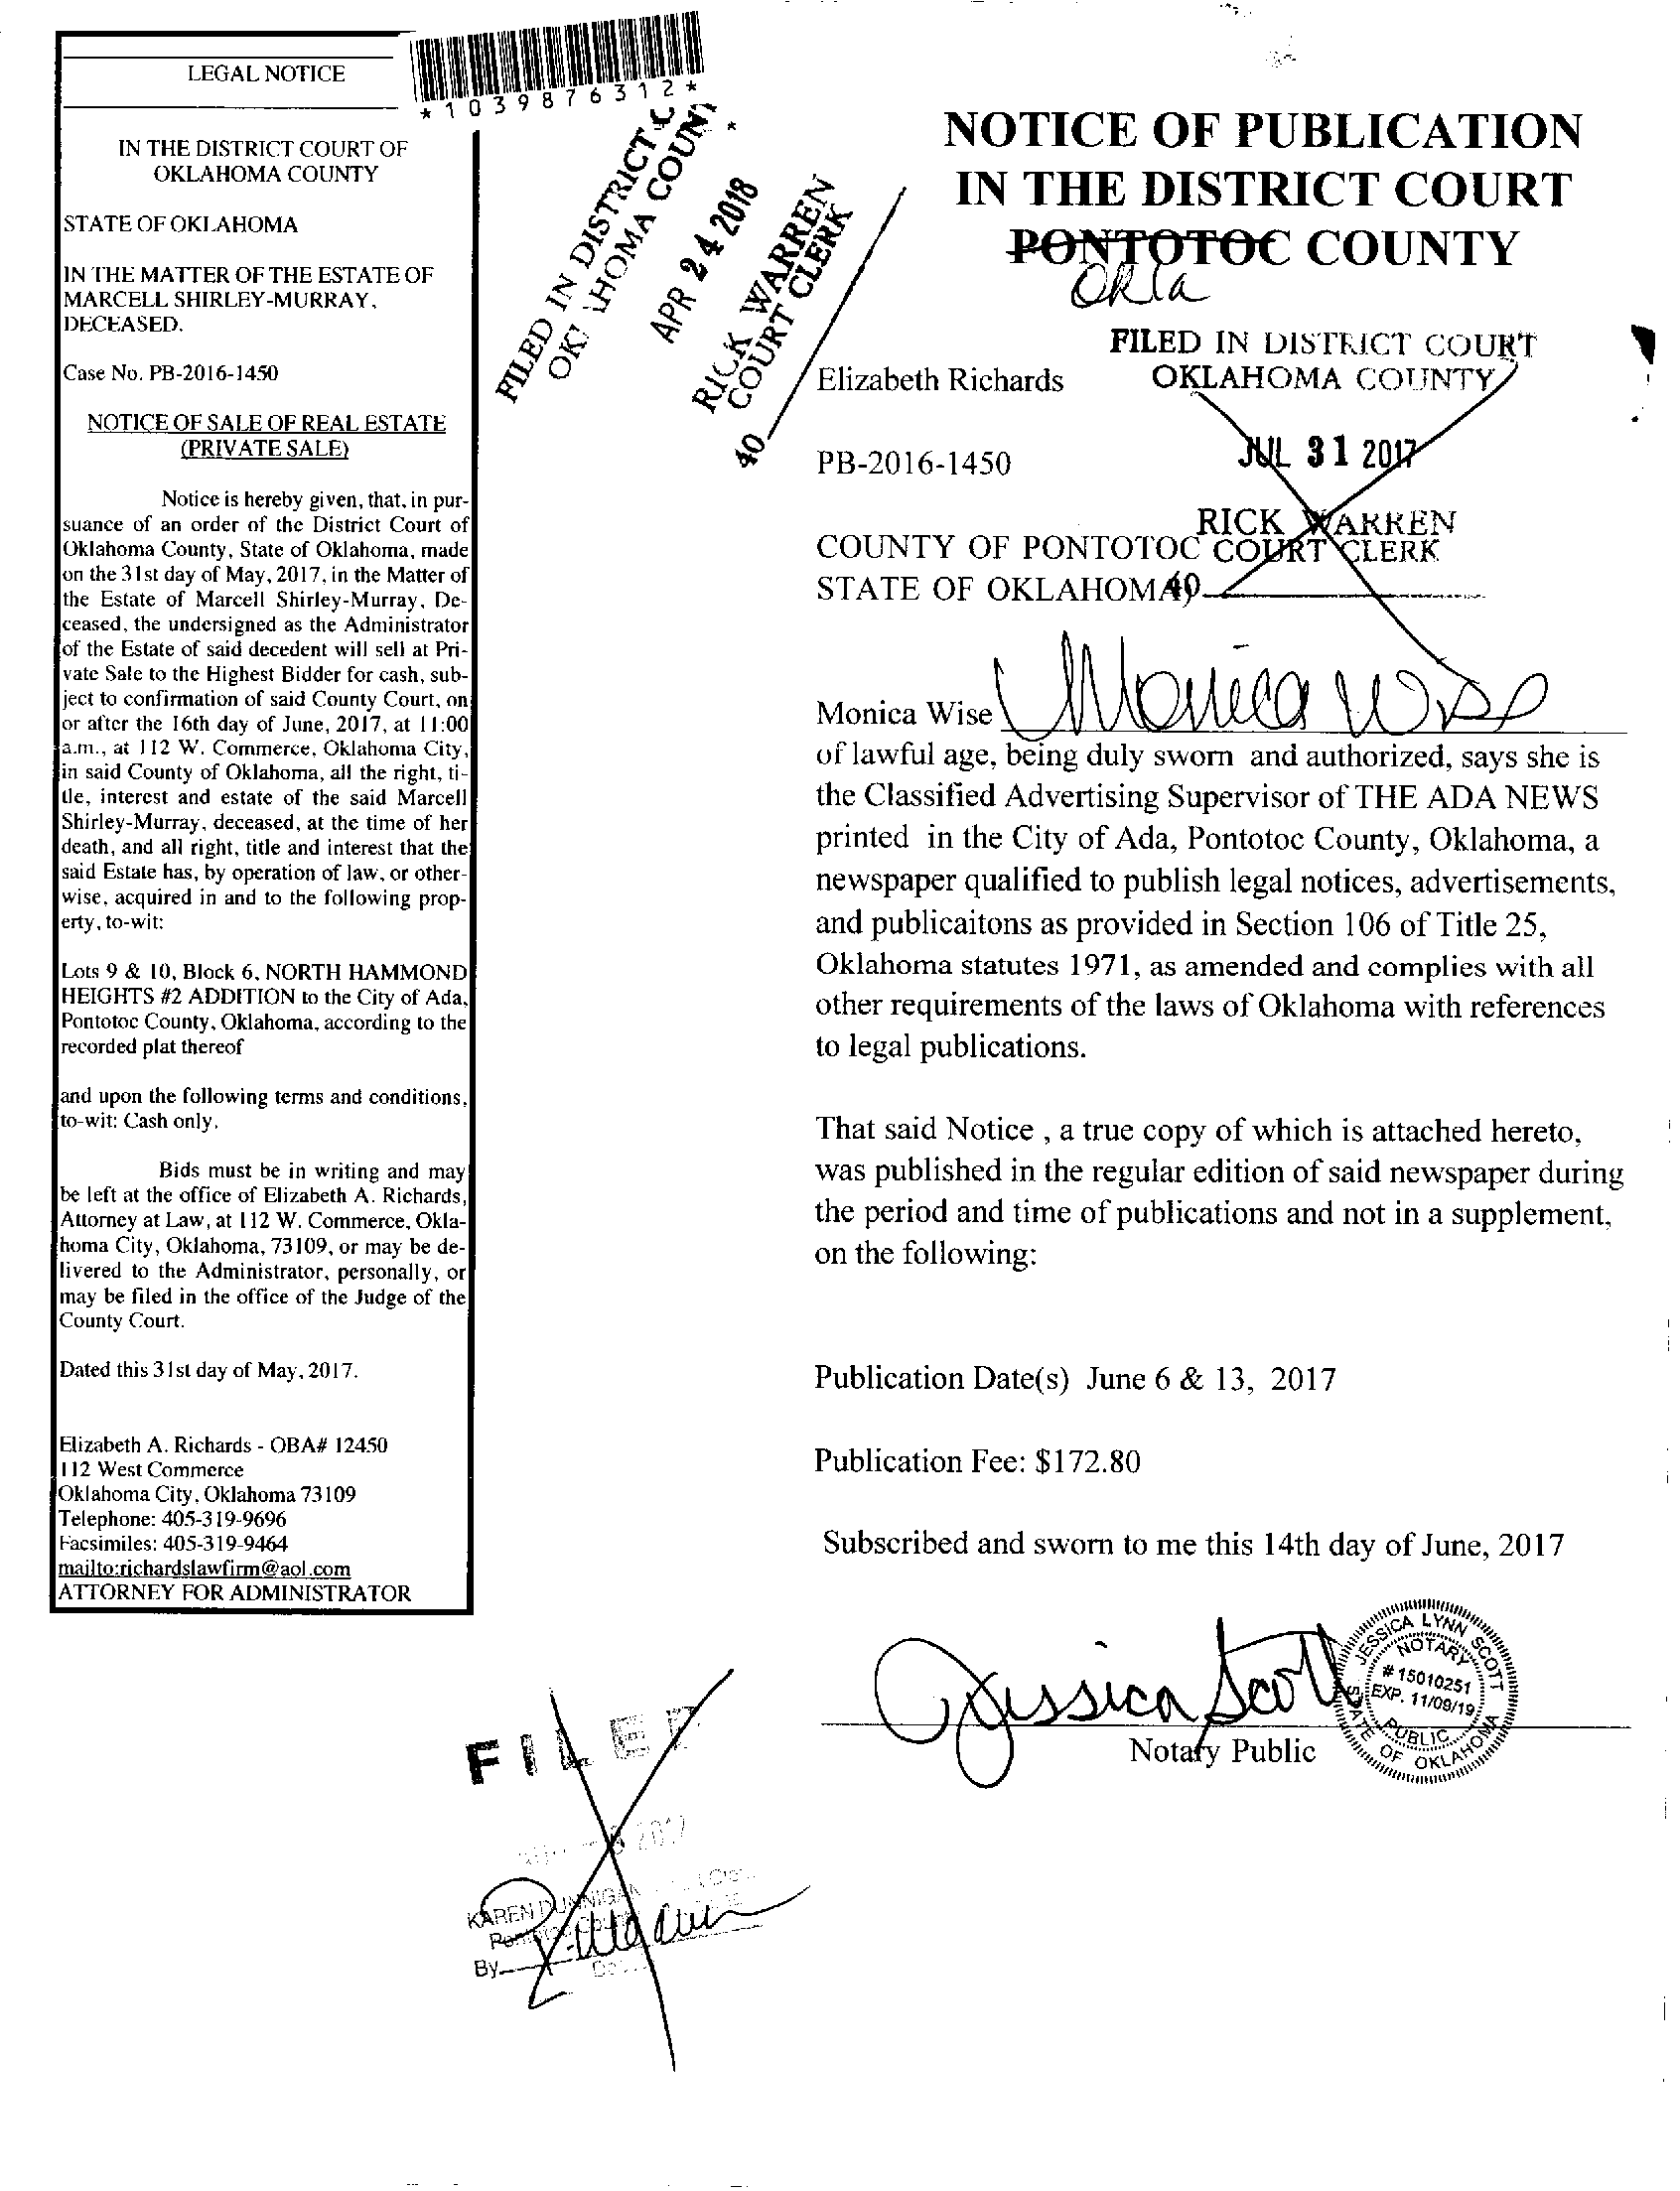 LEGAL NOTICE
IN THE DISTRICT COURT OF
OKLAHOMA COUNTY
STATE OF OKLAHOMA
IN THE MATTER OF THE ESTATE OF
MARCELL SHIRLEY-MURRAY,
DECEASED.
Case No. PB-2016-1450
NOTICE OF SALE OF REAL ESTATE
(PRIVATE SALE)
Notice is hereby given, that, in pur-
suance of an order of the District Court of
Oklahoma County, State of Oklahoma, made
on the 31st day of May, 2017, in the Matter of
the Estate of Marcell Shirley-Murray, De-
ceased, the undersigned as the Administrator
of the Estate of said decedent will sell at Pri-
vate Sale to the Highest Bidder for cash, sub-
ject to confirmation of said County Court, on
or after the 16th day of June, 2017, at 11:00
a.m., at 112 W. Commerce, Oklahoma City,
in said County of Oklahoma, all the right, ti-
tle, interest and estate of the said Marcell
Shirley-Murray, deceased, at the time of her
death, and all right, title and interest that the
said Estate has, by operation of law, or other-
wise, acquired in and to the following prop-
erty, to-wit:
Lots 9 & 10, Block 6, NORTH HAMMOND
HEIGHTS #2 ADDITION to the City of Ada,
Pontotoc County, Oklahoma, according to the
recorded plat thereof
and upon the following terms and conditions,
to-wit: Cash only.
Bids must be in writing and may
be left at the office of Elizabeth A. Richards,
Attorney at Law, at 112 W. Commerce, Okla-
homa City, Oklahoma, 73109, or may be de-
livered to the Administrator, personally, or
may be filed in the office of the Judge of the
County Court.
Dated this 31st day of May, 2017.
Elizabeth A. Richards - OBA# 12450
112 West Commerce
Oklahoma City, Oklahoma 73109
Telephone: 405-319-9696
Facsimiles: 405-319-9464
mailto:richardslawfirm@aol.com
ATTORNEY FOR ADMINISTRATOR
*1039876312*
FILED IN DISTRICT C
OKLAHOMA COUNT
*
APR 24 2018
RICK WARREN
COURT CLERK
40
NOTICE OF PUBLICATION
IN THE DISTRICT COURT
PONTOTOC COUNTY
Okla
FILED IN DISTRICT COURT
OKLAHOMA COUNTY
Elizabeth Richards
JUL 31 2017
PB-2016-1450
RICK WARREN
COURT CLERK
COUNTY OF PONTOTOC
STATE OF OKLAHOMA
40
Monica Wise Monica Wise
of lawful age, being duly sworn and authorized, says she is
the Classified Advertising Supervisor of THE ADA NEWS
printed in the City of Ada, Pontotoc County, Oklahoma, a
newspaper qualified to publish legal notices, advertisements,
and publicaitons as provided in Section 106 of Title 25,
Oklahoma statutes 1971, as amended and complies with all
other requirements of the laws of Oklahoma with references
to legal publications.
That said Notice , a true copy of which is attached hereto,
was published in the regular edition of said newspaper during
the period and time of publications and not in a supplement,
on the following:
Publication Date(s) June 6 & 13, 2017
Publication Fee: $172.80
Subscribed and sworn to me this 14th day of June, 2017
Jessica Scott
Notary Public
JESSICA LYNN SCOTT
NOTARY
# 15010251
EXP. 11/09/19
PUBLIC
STATE OF OKLAHOMA
FILED
2017
KAREN DUNNIGAN
By